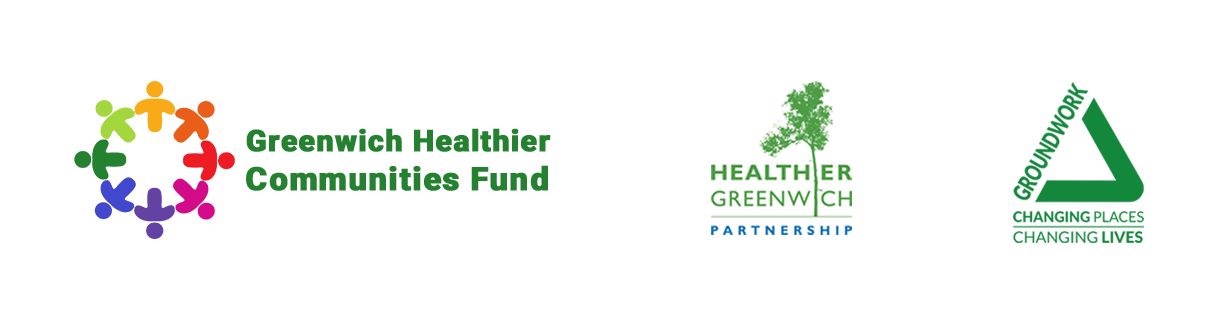 Greenwich Healthier
Communities Fund
HEALTHIER
GREENWICH
PARTNERSHIP
GROUNDWORK
CHANGING PLACES
CHANGING LIVES